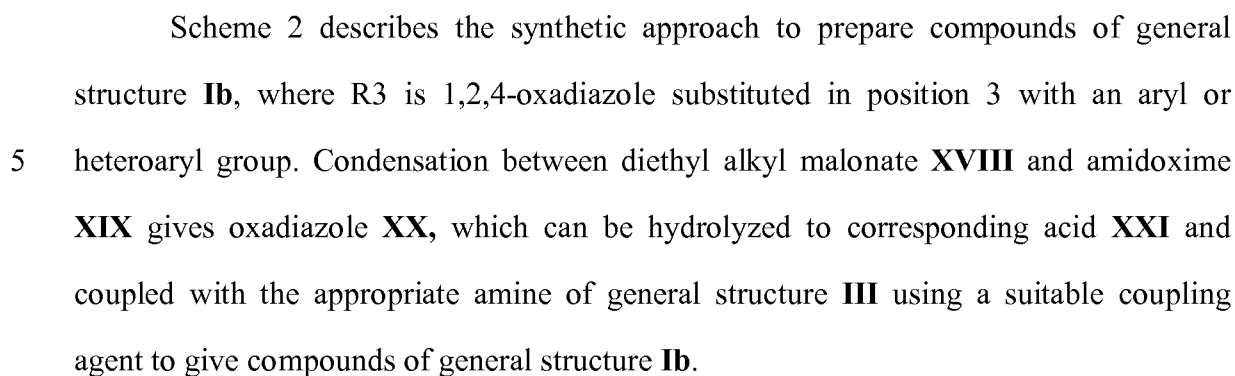 Scheme 2 describes the synthetic approach to prepare compounds of general
structure Ib, where R3 is 1,2,4-oxadiazole substituted in position 3 with an aryl or
5 heteroaryl group. Condensation between diethyl alkyl malonate XVIII and amidoxime
XIX gives oxadiazole XX, which can be hydrolyzed to corresponding acid XXI and
coupled with the appropriate amine of general structure III using a suitable coupling
agent to give compounds of general structure Ib.